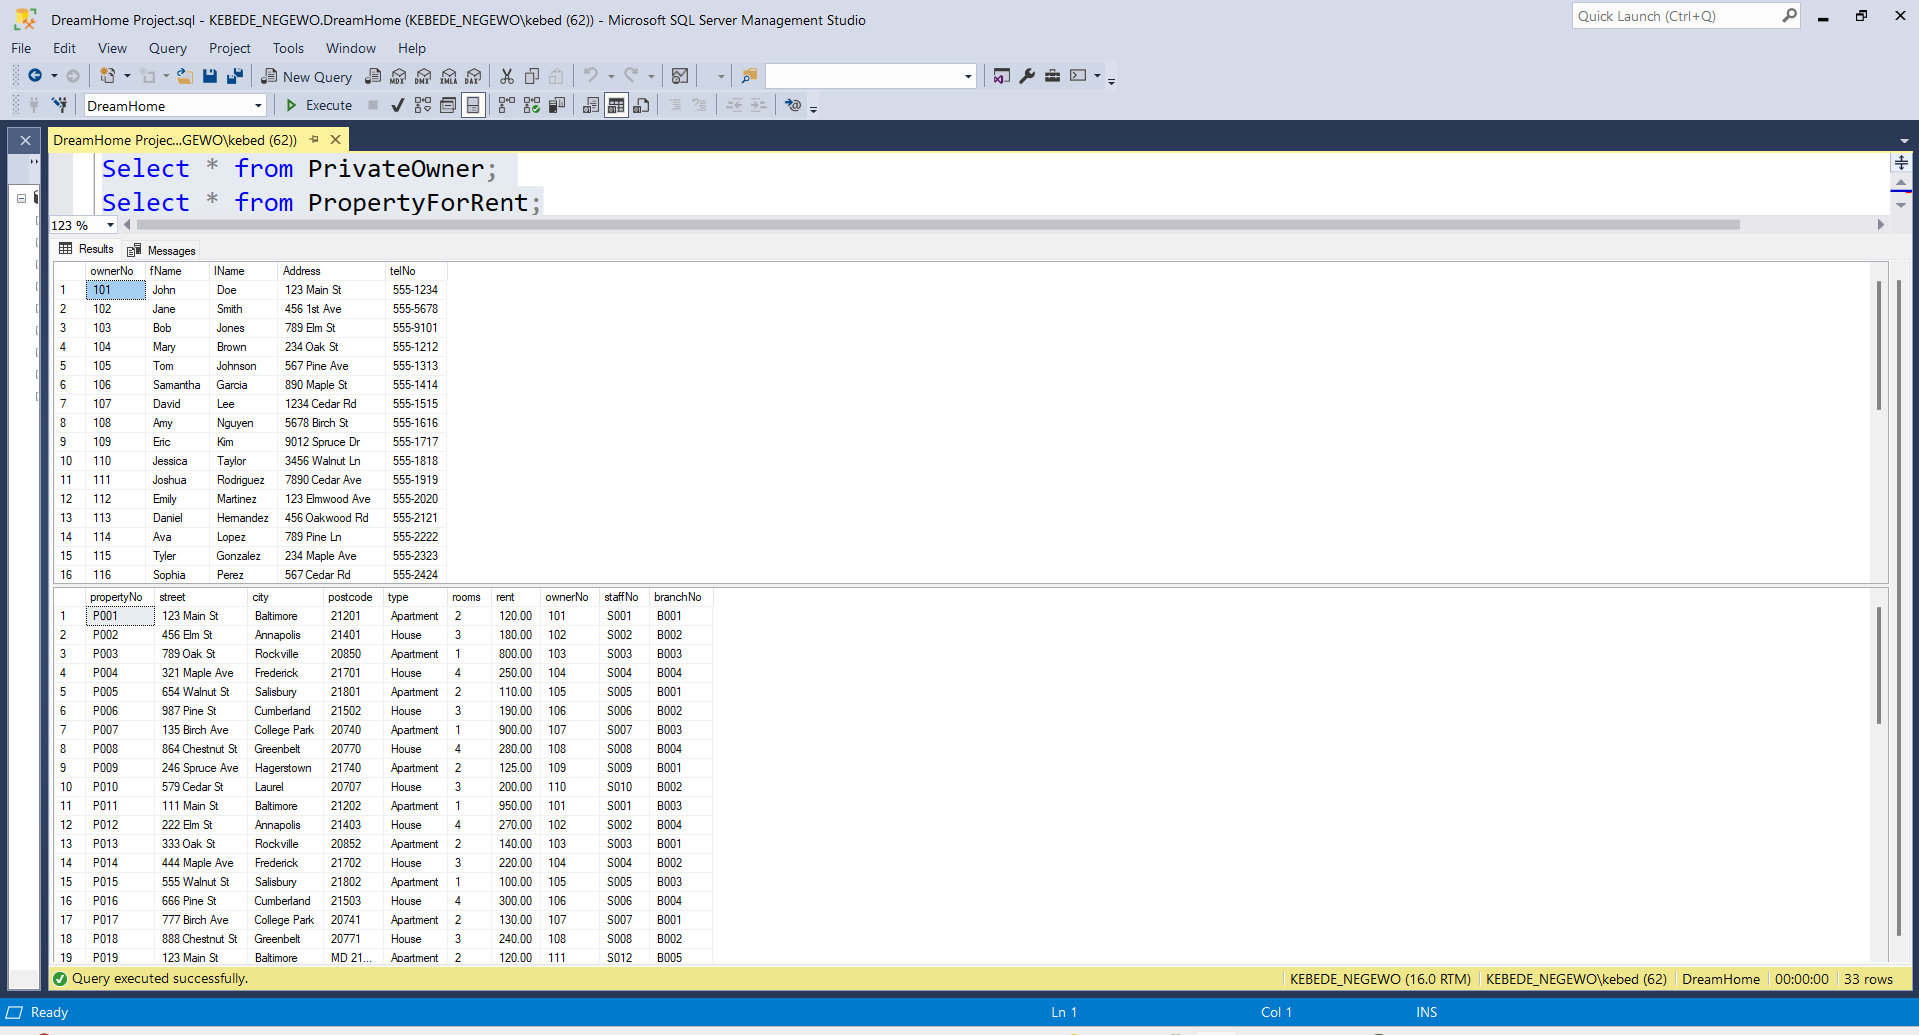 DreamHome Project.sql - KEBEDE_NEGEWO.DreamHome (KEBEDE_NEGEWO\kebed (62)) - Microsoft SQL Server Management Studio
Quick Launch (Ctrl+Q)
File Edit View Query Project Tools Window Help
New Query MDX DMX XMLA DAX
DreamHome Execute
DreamHome Projec...GEWO\kebed (62))
Select * from PrivateOwner;
Select * from PropertyForRent;
123 %
Results Messages
ownerNo fName lName Address telNo
1 101 John Doe 123 Main St 555-1234
2 102 Jane Smith 456 1st Ave 555-5678
3 103 Bob Jones 789 Elm St 555-9101
4 104 Mary Brown 234 Oak St 555-1212
5 105 Tom Johnson 567 Pine Ave 555-1313
6 106 Samantha Garcia 890 Maple St 555-1414
7 107 David Lee 1234 Cedar Rd 555-1515
8 108 Amy Nguyen 5678 Birch St 555-1616
9 109 Eric Kim 9012 Spruce Dr 555-1717
10 110 Jessica Taylor 3456 Walnut Ln 555-1818
11 111 Joshua Rodriguez 7890 Cedar Ave 555-1919
12 112 Emily Martinez 123 Elmwood Ave 555-2020
13 113 Daniel Hernandez 456 Oakwood Rd 555-2121
14 114 Ava Lopez 789 Pine Ln 555-2222
15 115 Tyler Gonzalez 234 Maple Ave 555-2323
16 116 Sophia Perez 567 Cedar Rd 555-2424
propertyNo street city postcode type rooms rent ownerNo staffNo branchNo
1 P001 123 Main St Baltimore 21201 Apartment 2 120.00 101 S001 B001
2 P002 456 Elm St Annapolis 21401 House 3 180.00 102 S002 B002
3 P003 789 Oak St Rockville 20850 Apartment 1 800.00 103 S003 B003
4 P004 321 Maple Ave Frederick 21701 House 4 250.00 104 S004 B004
5 P005 654 Walnut St Salisbury 21801 Apartment 2 110.00 105 S005 B001
6 P006 987 Pine St Cumberland 21502 House 3 190.00 106 S006 B002
7 P007 135 Birch Ave College Park 20740 Apartment 1 900.00 107 S007 B003
8 P008 864 Chestnut St Greenbelt 20770 House 4 280.00 108 S008 B004
9 P009 246 Spruce Ave Hagerstown 21740 Apartment 2 125.00 109 S009 B001
10 P010 579 Cedar St Laurel 20707 House 3 200.00 110 S010 B002
11 P011 111 Main St Baltimore 21202 Apartment 1 950.00 101 S001 B003
12 P012 222 Elm St Annapolis 21403 House 4 270.00 102 S002 B004
13 P013 333 Oak St Rockville 20852 Apartment 2 140.00 103 S003 B001
14 P014 444 Maple Ave Frederick 21702 House 3 220.00 104 S004 B002
15 P015 555 Walnut St Salisbury 21802 Apartment 1 100.00 105 S005 B003
16 P016 666 Pine St Cumberland 21503 House 4 300.00 106 S006 B004
17 P017 777 Birch Ave College Park 20741 Apartment 2 130.00 107 S007 B001
18 P018 888 Chestnut St Greenbelt 20771 House 3 240.00 108 S008 B002
19 P019 123 Main St Baltimore MD 21... Apartment 2 120.00 111 S012 B005
Query executed successfully. KEBEDE_NEGEWO (16.0 RTM) KEBEDE_NEGEWO\kebed (62) DreamHome 00:00:00 33 rows
Ready Ln 1 Col 1 INS